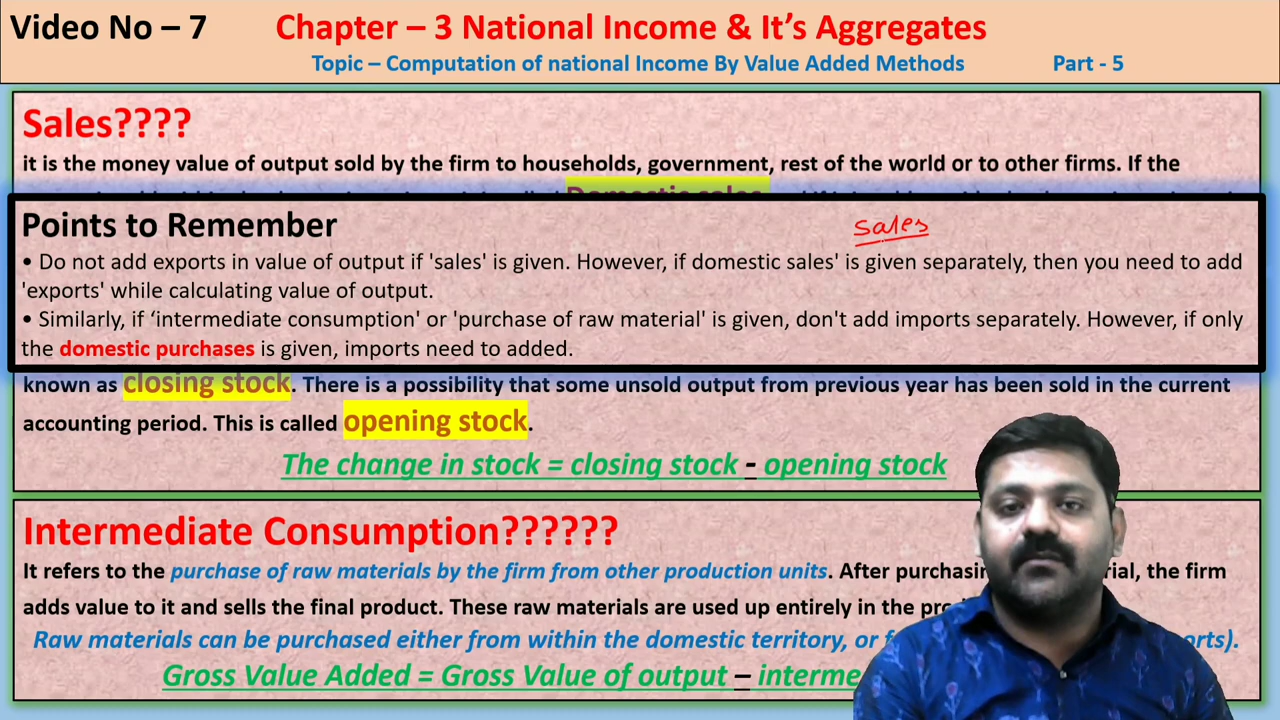 Video No – 7 Chapter – 3 National Income & It's Aggregates
Topic – Computation of national Income By Value Added Methods Part - 5
Sales????
it is the money value of output sold by the firm to households, government, rest of the world or to other firms. If the
Domestic sales
Points to Remember
sales
• Do not add exports in value of output if 'sales' is given. However, if domestic sales' is given separately, then you need to add
'exports' while calculating value of output.
• Similarly, if ‘intermediate consumption' or 'purchase of raw material' is given, don't add imports separately. However, if only
the domestic purchases is given, imports need to added.
known as closing stock. There is a possibility that some unsold output from previous year has been sold in the current
accounting period. This is called opening stock.
The change in stock = closing stock - opening stock
Intermediate Consumption??????
It refers to the purchase of raw materials by the firm from other production units. After the firm
adds value to it and sells the final product. These raw materials are used up entirely in the
Raw materials can be purchased either from within the domestic territory, or
Gross Value Added = Gross Value of output –